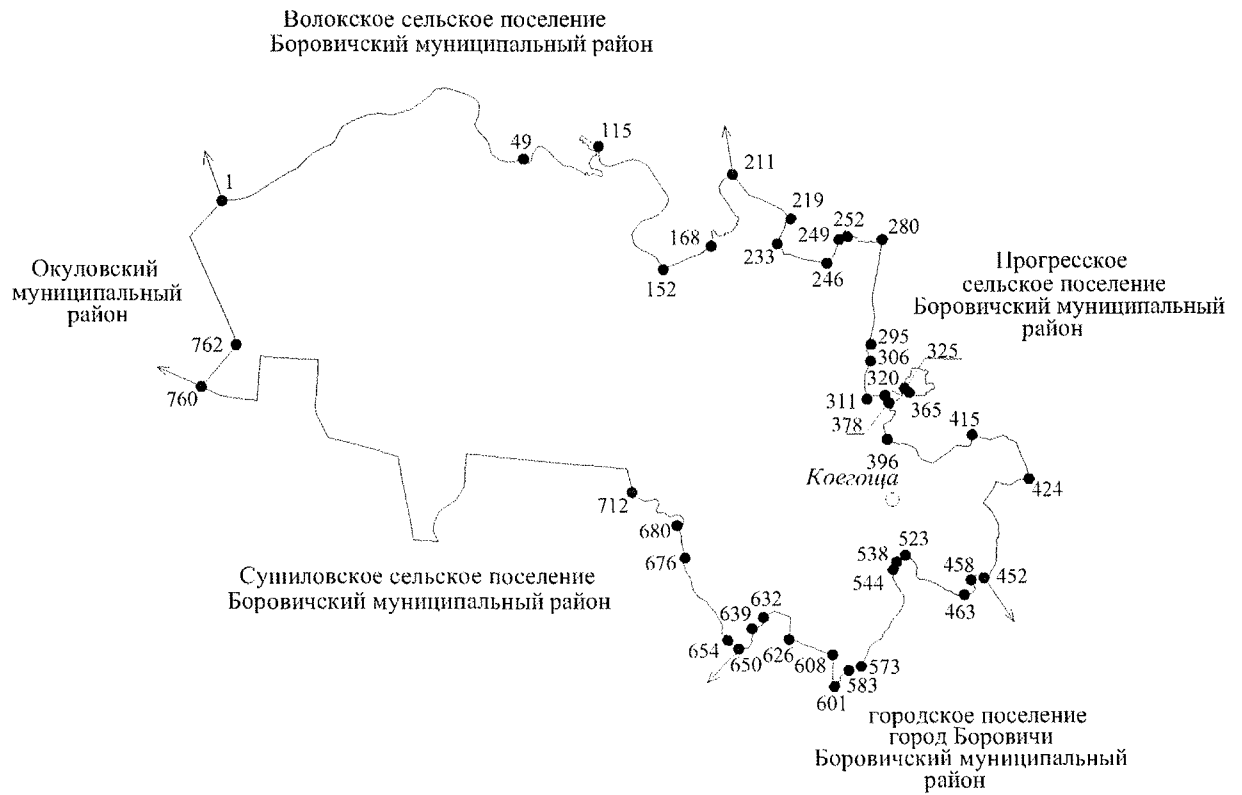 Волокское сельское поселение
Боровичский муниципальный район
49
115
1
211
219
252
280
168
249
233
246
152
Прогресское
сельское поселение
Боровичский муниципальный
район
Окуловский
муниципальный
район
295
762
306
325
320
760
311
365
378
415
396
Коегоща
424
712
680
523
538
458
452
676
544
463
Сушиловское сельское поселение
Боровичский муниципальный район
632
639
654
650
626
608
573
583
601
городское поселение
город Боровичи
Боровичский муниципальный
район